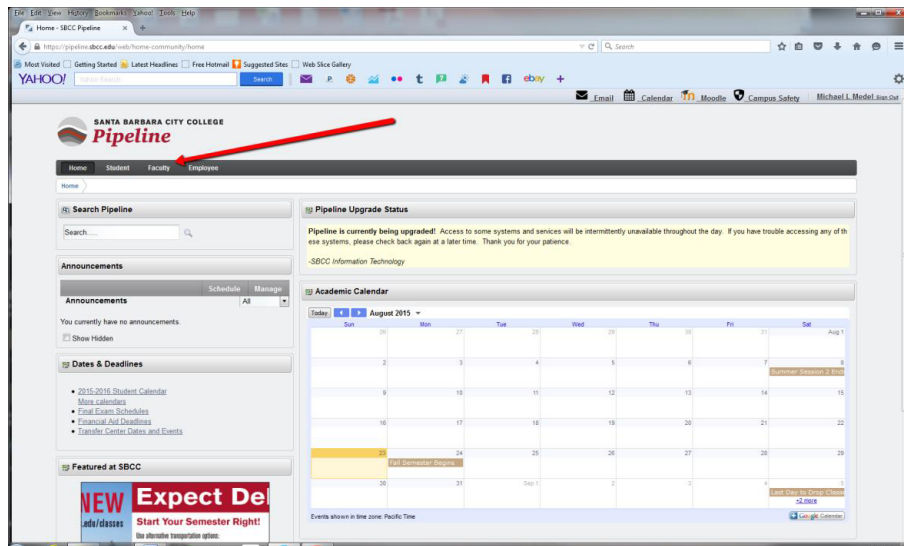 File Edit View History Bookmarks Yahoo! Tools Help
Home - SBCC Pipeline × +
https://pipeline.sbcc.edu/web/home-community/home
Search
Most Visited Getting Started Latest Headlines Free Hotmail Suggested Sites Web Slice Gallery
YAHOO! Search ebay +
Email Calendar Moodle Campus Safety Michael L Medel Sign Out
SANTA BARBARA CITY COLLEGE
Pipeline
Home Student Faculty Employee
Home
Search Pipeline
Search.....
Announcements
Schedule Manage
Announcements All
You currently have no announcements.
Show Hidden
Dates & Deadlines
2015-2016 Student Calendar
More calendars
Final Exam Schedules
Financial Aid Deadlines
Transfer Center Dates and Events
Featured at SBCC
NEW Expect Del
.edu/classes Start Your Semester Right!
Use alternative transportation options:
Pipeline Upgrade Status
Pipeline is currently being upgraded! Access to some systems and services will be intermittently unavailable throughout the day. If you have trouble accessing any of th
ese systems, please check back again at a later time. Thank you for your patience.
-SBCC Information Technology
Academic Calendar
Today August 2015
Sun Mon Tue Wed Thu Fri Sat
26 27 28 29 30 31 Aug 1
2 3 4 5 6 7 8
Summer Session 2 Ends
9 10 11 12 13 14 15
16 17 18 19 20 21 22
23 24 25 26 27 28 29
Fall Semester Begins
30 31 Sep 1 2 3 4 5
Last Day to Drop Classe
+2 more
Events shown in time zone: Pacific Time
Google Calendar